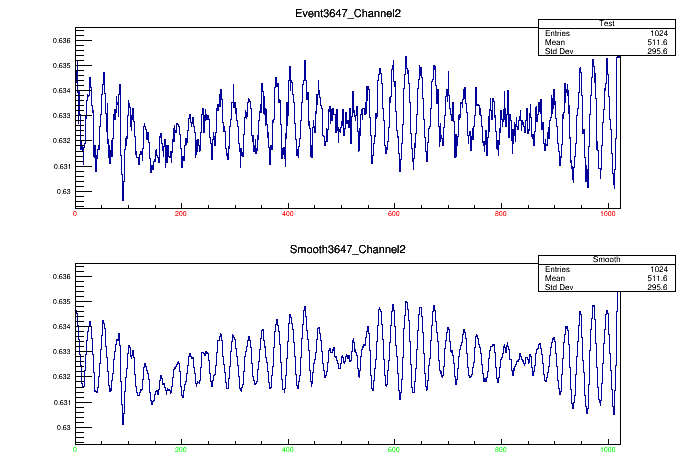 Event3647_Channel2
Test
Entries 1024
Mean 511.6
Std Dev 295.6
0.636
0.635
0.634
0.633
0.632
0.631
0.63
0 200 400 600 800 1000
Smooth3647_Channel2
Smooth
Entries 1024
Mean 511.6
Std Dev 295.6
0.636
0.635
0.634
0.633
0.632
0.631
0.63
0 200 400 600 800 1000